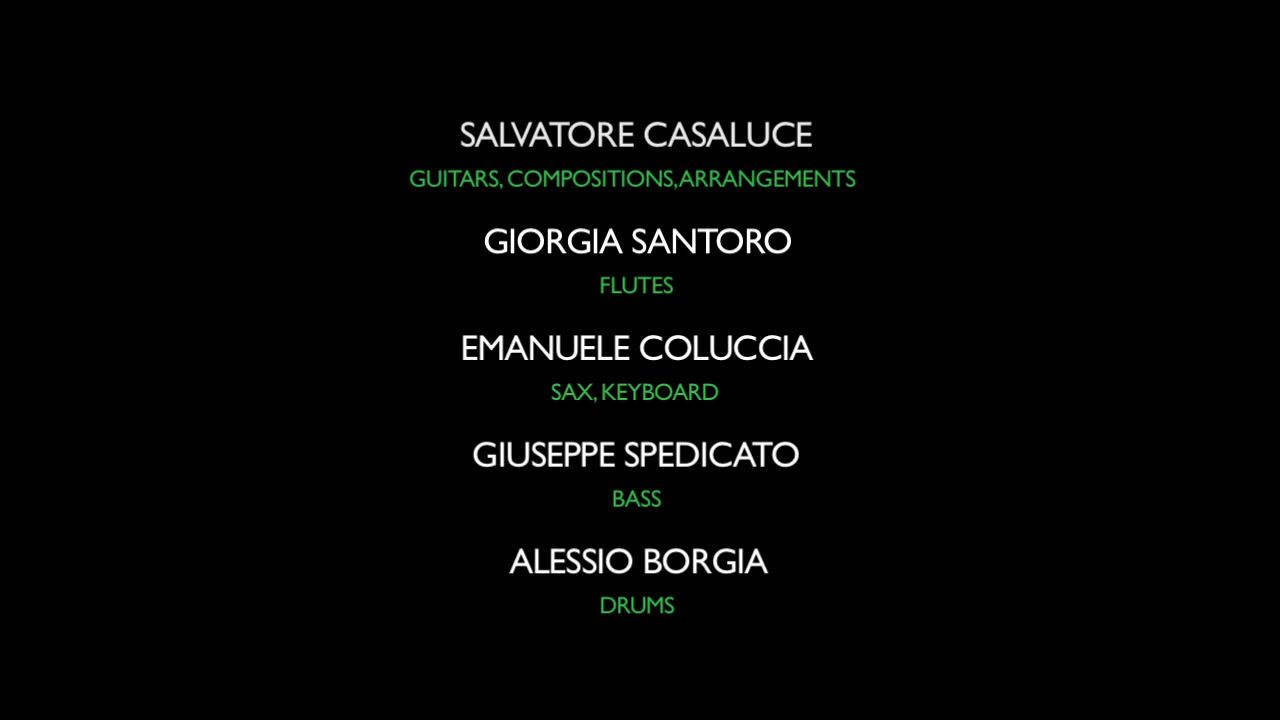 SALVATORE CASALUCE
GUITARS, COMPOSITIONS, ARRANGEMENTS
GIORGIA SANTORO
FLUTES
EMANUELE COLUCCIA
SAX, KEYBOARD
GIUSEPPE SPEDICATO
BASS
ALESSIO BORGIA
DRUMS